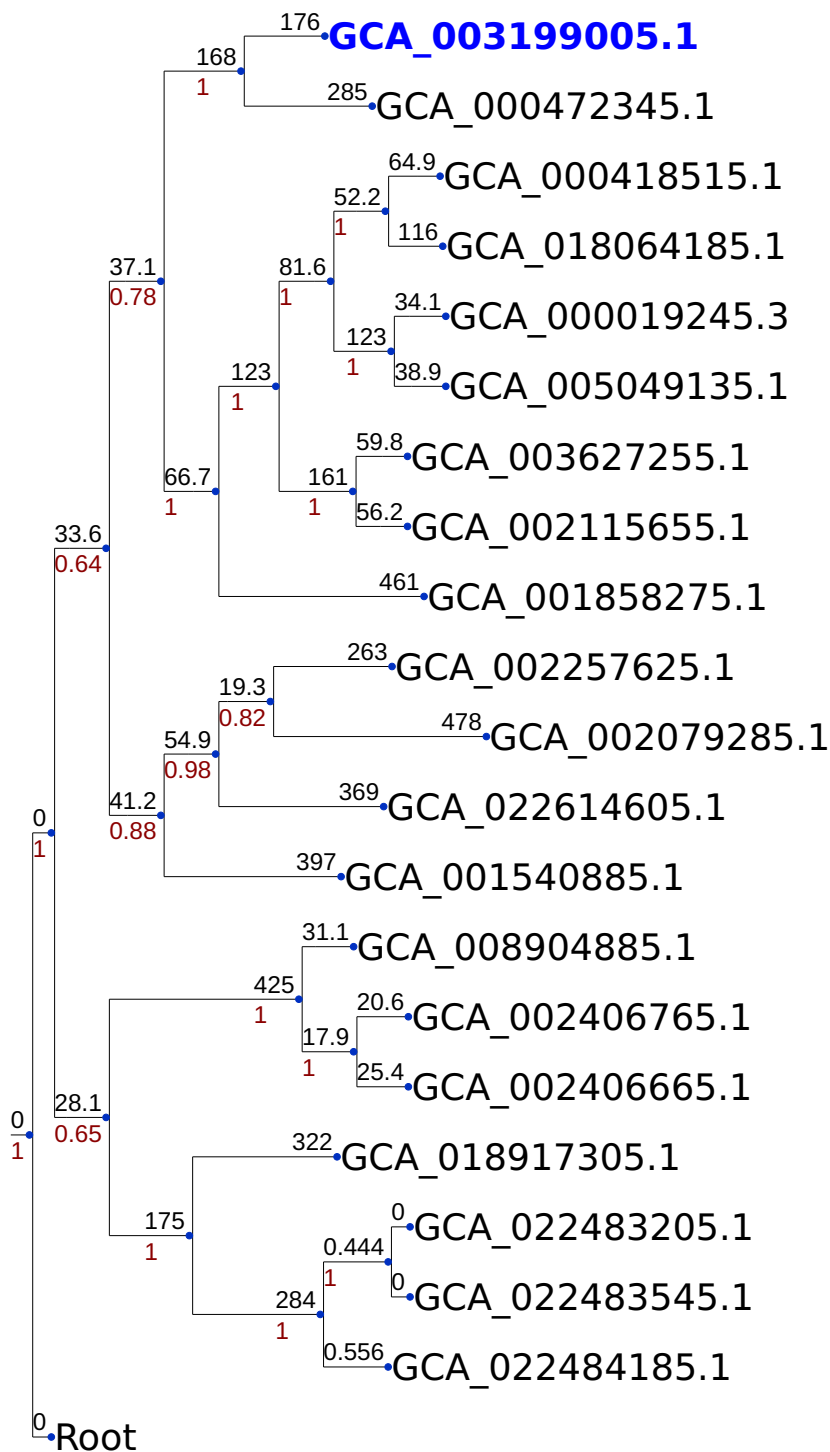 176
GCA_003199005.1
168
1
285
GCA_000472345.1
64.9
GCA_000418515.1
52.2
1
116
GCA_018064185.1
37.1
0.78
81.6
1
34.1
GCA_000019245.3
123
1
38.9
GCA_005049135.1
123
1
59.8
GCA_003627255.1
66.7
1
161
1
56.2
GCA_002115655.1
33.6
0.64
461
GCA_001858275.1
263
GCA_002257625.1
19.3
0.82
478
GCA_002079285.1
54.9
0.98
369
GCA_022614605.1
41.2
0.88
0
1
397
GCA_001540885.1
31.1
GCA_008904885.1
425
1
20.6
GCA_002406765.1
17.9
1
25.4
GCA_002406665.1
28.1
0.65
0
1
322
GCA_018917305.1
175
1
0
GCA_022483205.1
0.444
1
0
GCA_022483545.1
284
1
0.556
GCA_022484185.1
0
Root